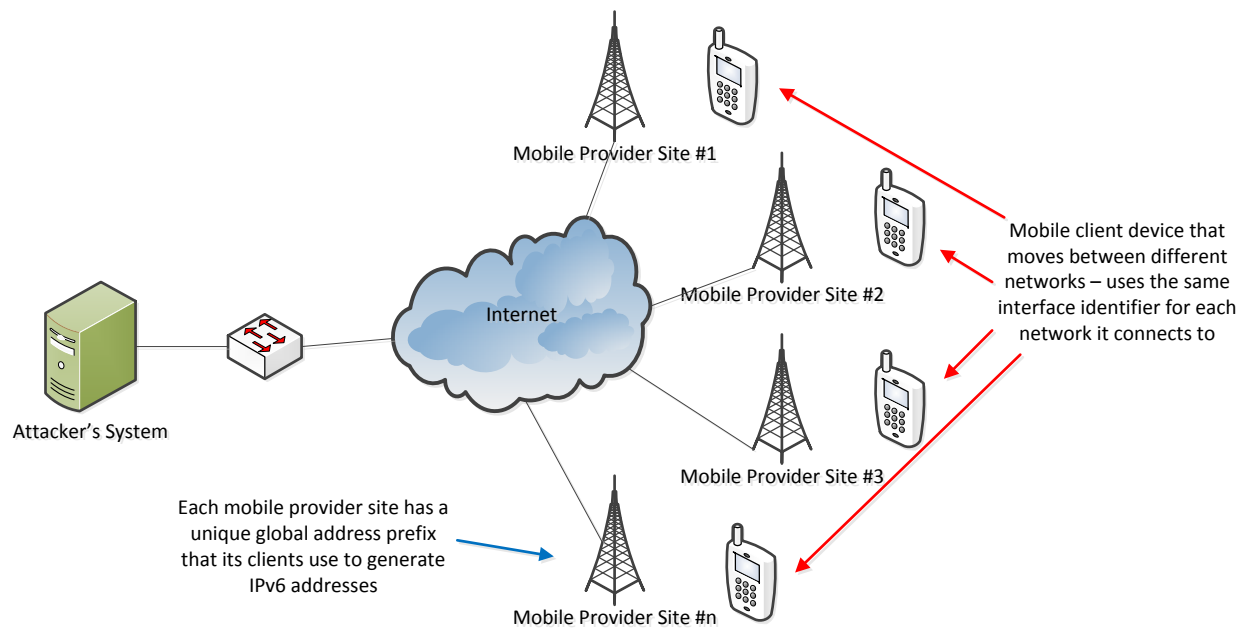 Mobile Provider Site #1
Mobile Provider Site #2
Mobile client device that
moves between different
networks – uses the same
interface identifier for each
network it connects to
Internet
Attacker's System
Mobile Provider Site #3
Each mobile provider site has a
unique global address prefix
that its clients use to generate
IPv6 addresses
Mobile Provider Site #n